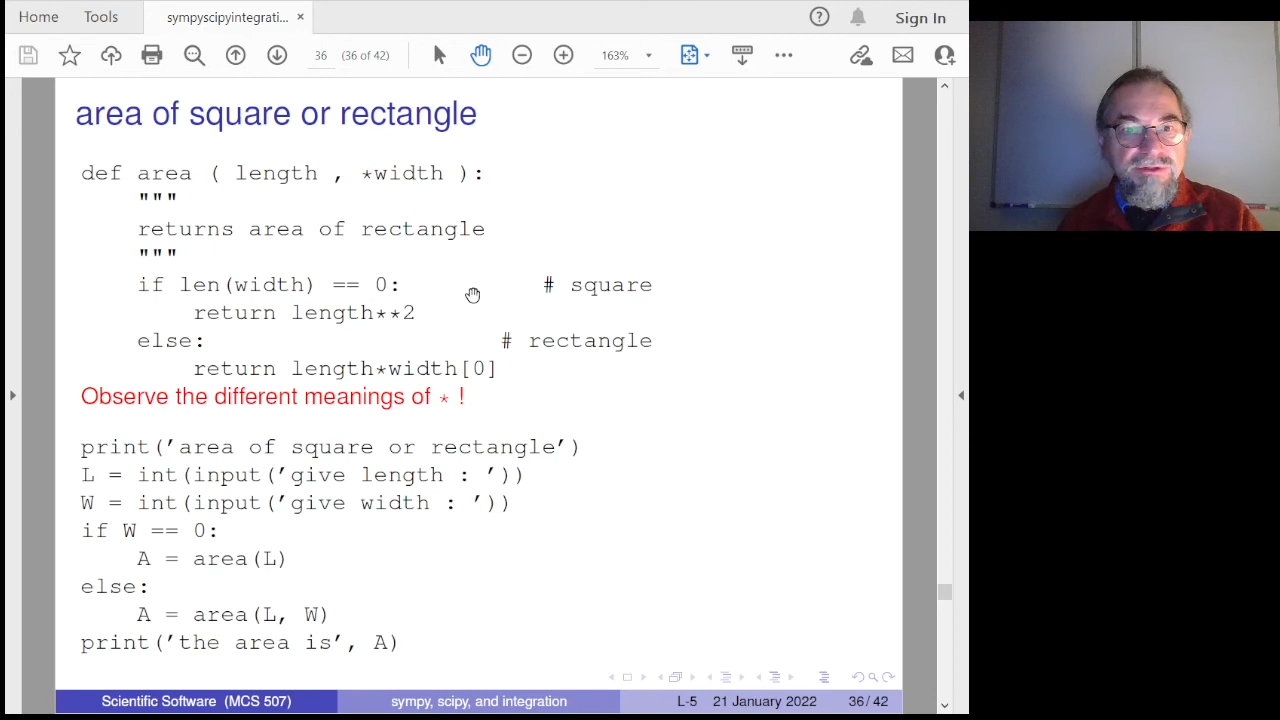 Home Tools sympyscipyintegrati... × Sign In
36 (36 of 42) 163%
area of square or rectangle
def area ( length , *width ):
"""
returns area of rectangle
"""
if len(width) == 0: # square
return length**2
else: # rectangle
return length*width[0]
Observe the different meanings of * !
print('area of square or rectangle')
L = int(input('give length : '))
W = int(input('give width : '))
if W == 0:
A = area(L)
else:
A = area(L, W)
print('the area is', A)
Scientific Software (MCS 507) sympy, scipy, and integration L-5 21 January 2022 36 / 42